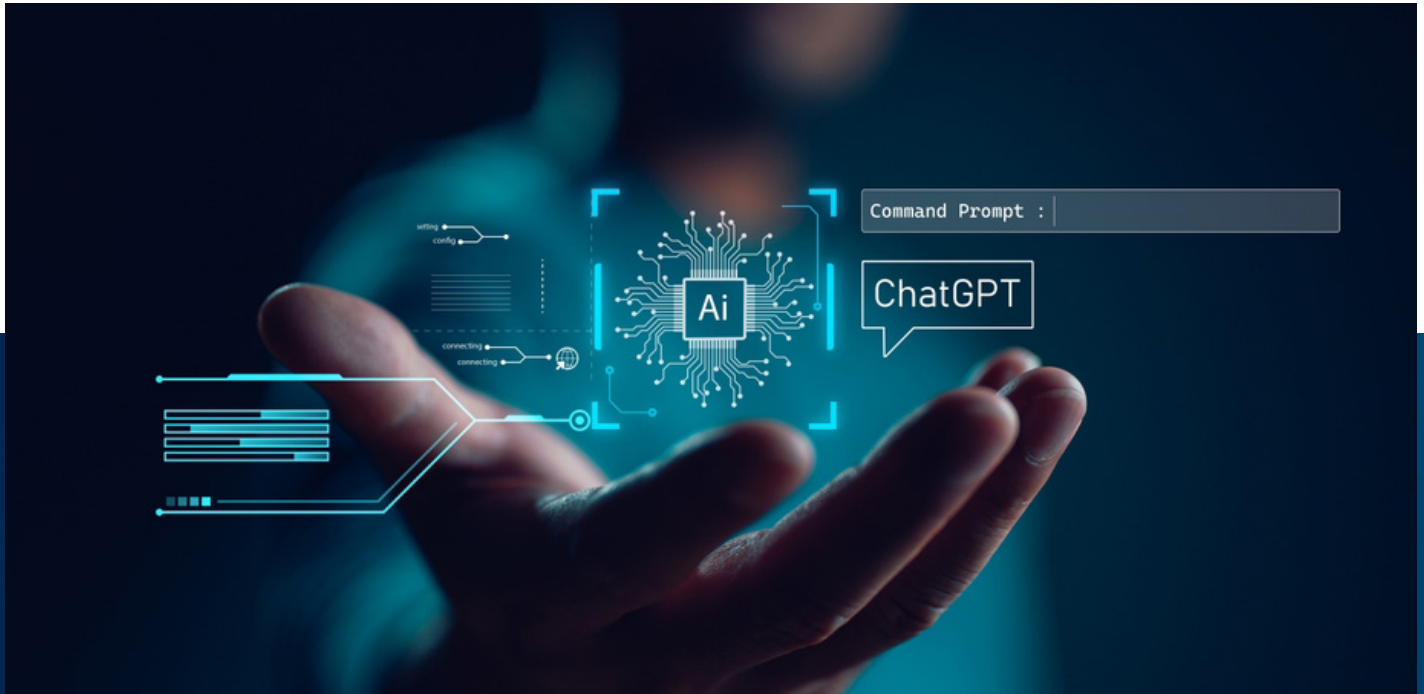 Command Prompt :
setting
config
Ai
ChatGPT
connecting
connecting